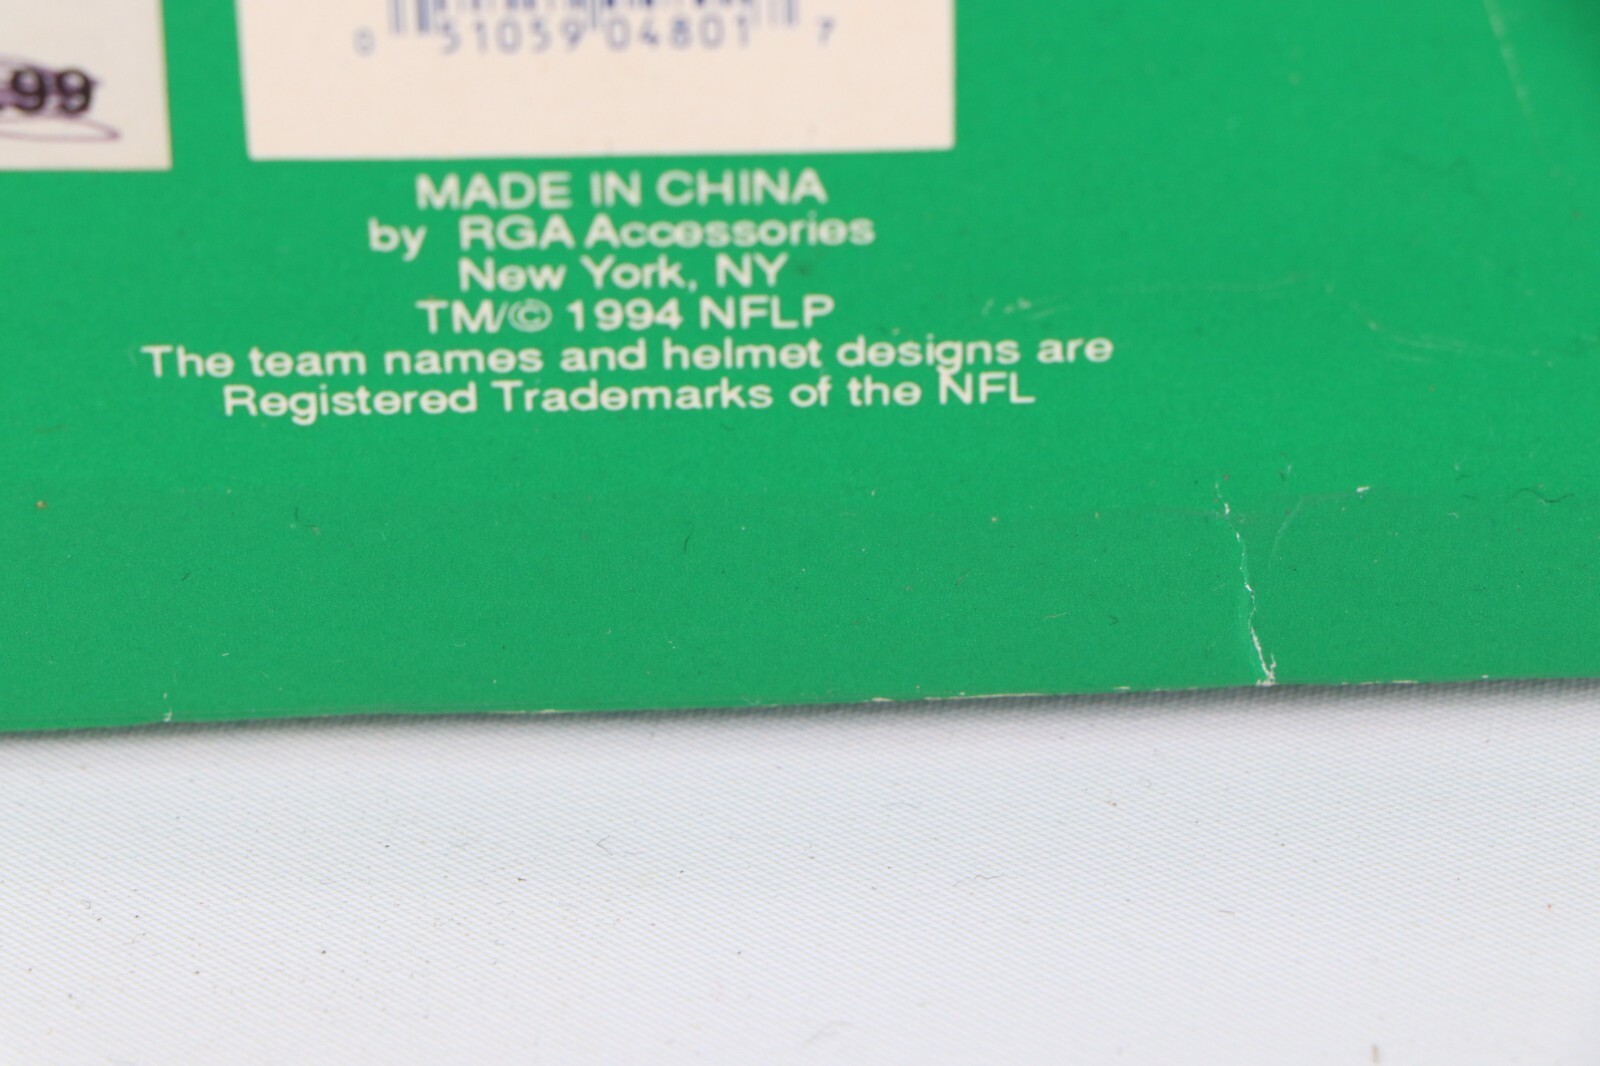 0 51059 04801 7
.99
MADE IN CHINA
by RGA Accessories
New York, NY
TM/© 1994 NFLP
The team names and helmet designs are
Registered Trademarks of the NFL